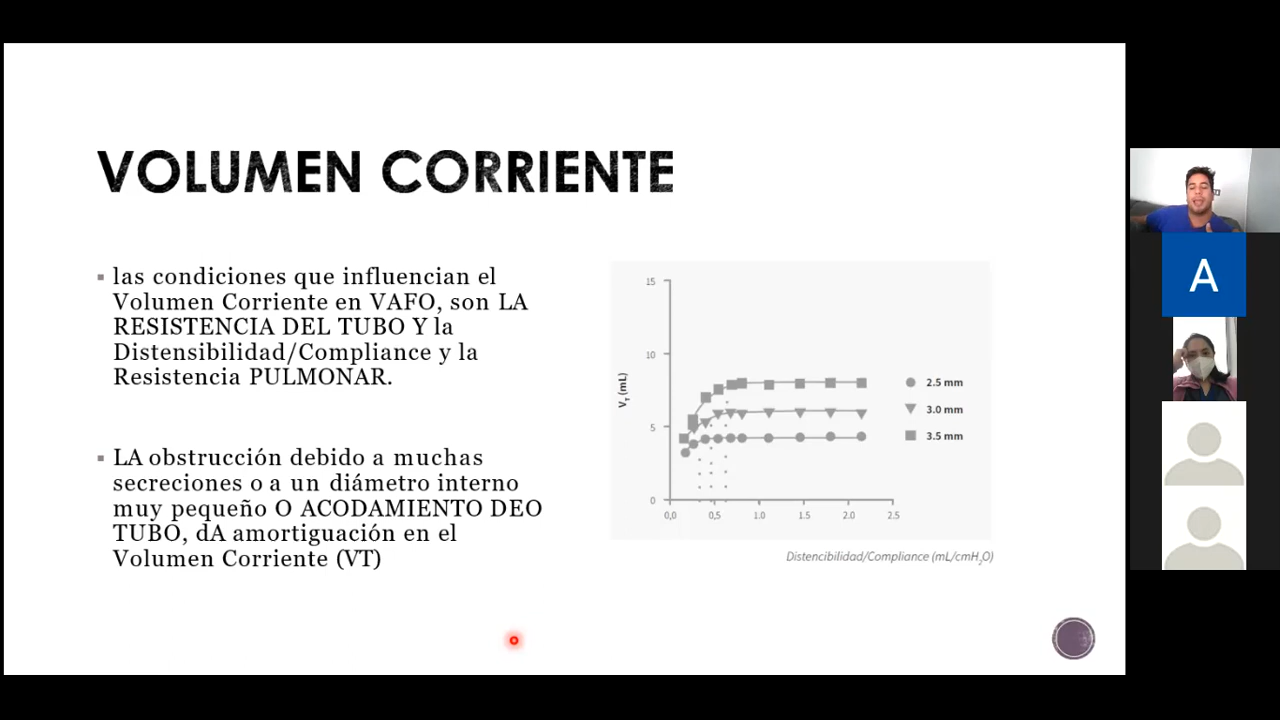 VOLUMEN CORRIENTE
las condiciones que influencian el
Volumen Corriente en VAFO, son LA
RESISTENCIA DEL TUBO Y la
Distensibilidad/Compliance y la
Resistencia PULMONAR.
LA obstrucción debido a muchas
secreciones o a un diámetro interno
muy pequeño O ACODAMIENTO DEO
TUBO, dA amortiguación en el
Volumen Corriente (VT)
15
10
5
0
VT (mL)
0,0 0,5 1.0 1.5 2.0 2.5
2.5 mm
3.0 mm
3.5 mm
Distencibilidad/Compliance (mL/cmH2O)
A